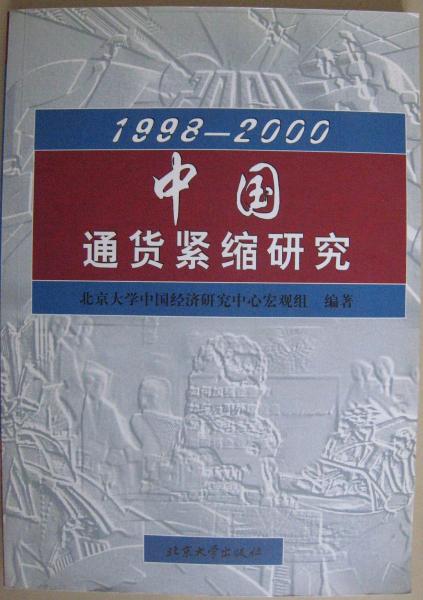 1998—2000
中国
通货紧缩研究
北京大学中国经济研究中心宏观组 编著
北京大学出版社